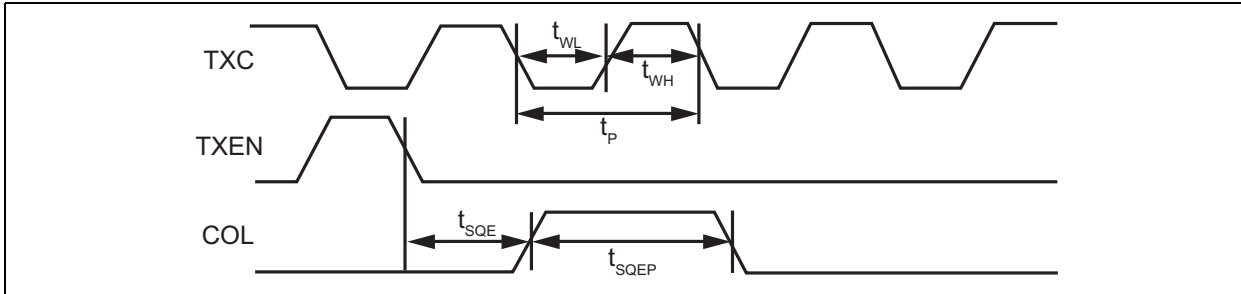 TXC
t_WL
t_WH
t_P
TXEN
COL
t_SQE
t_SQEP